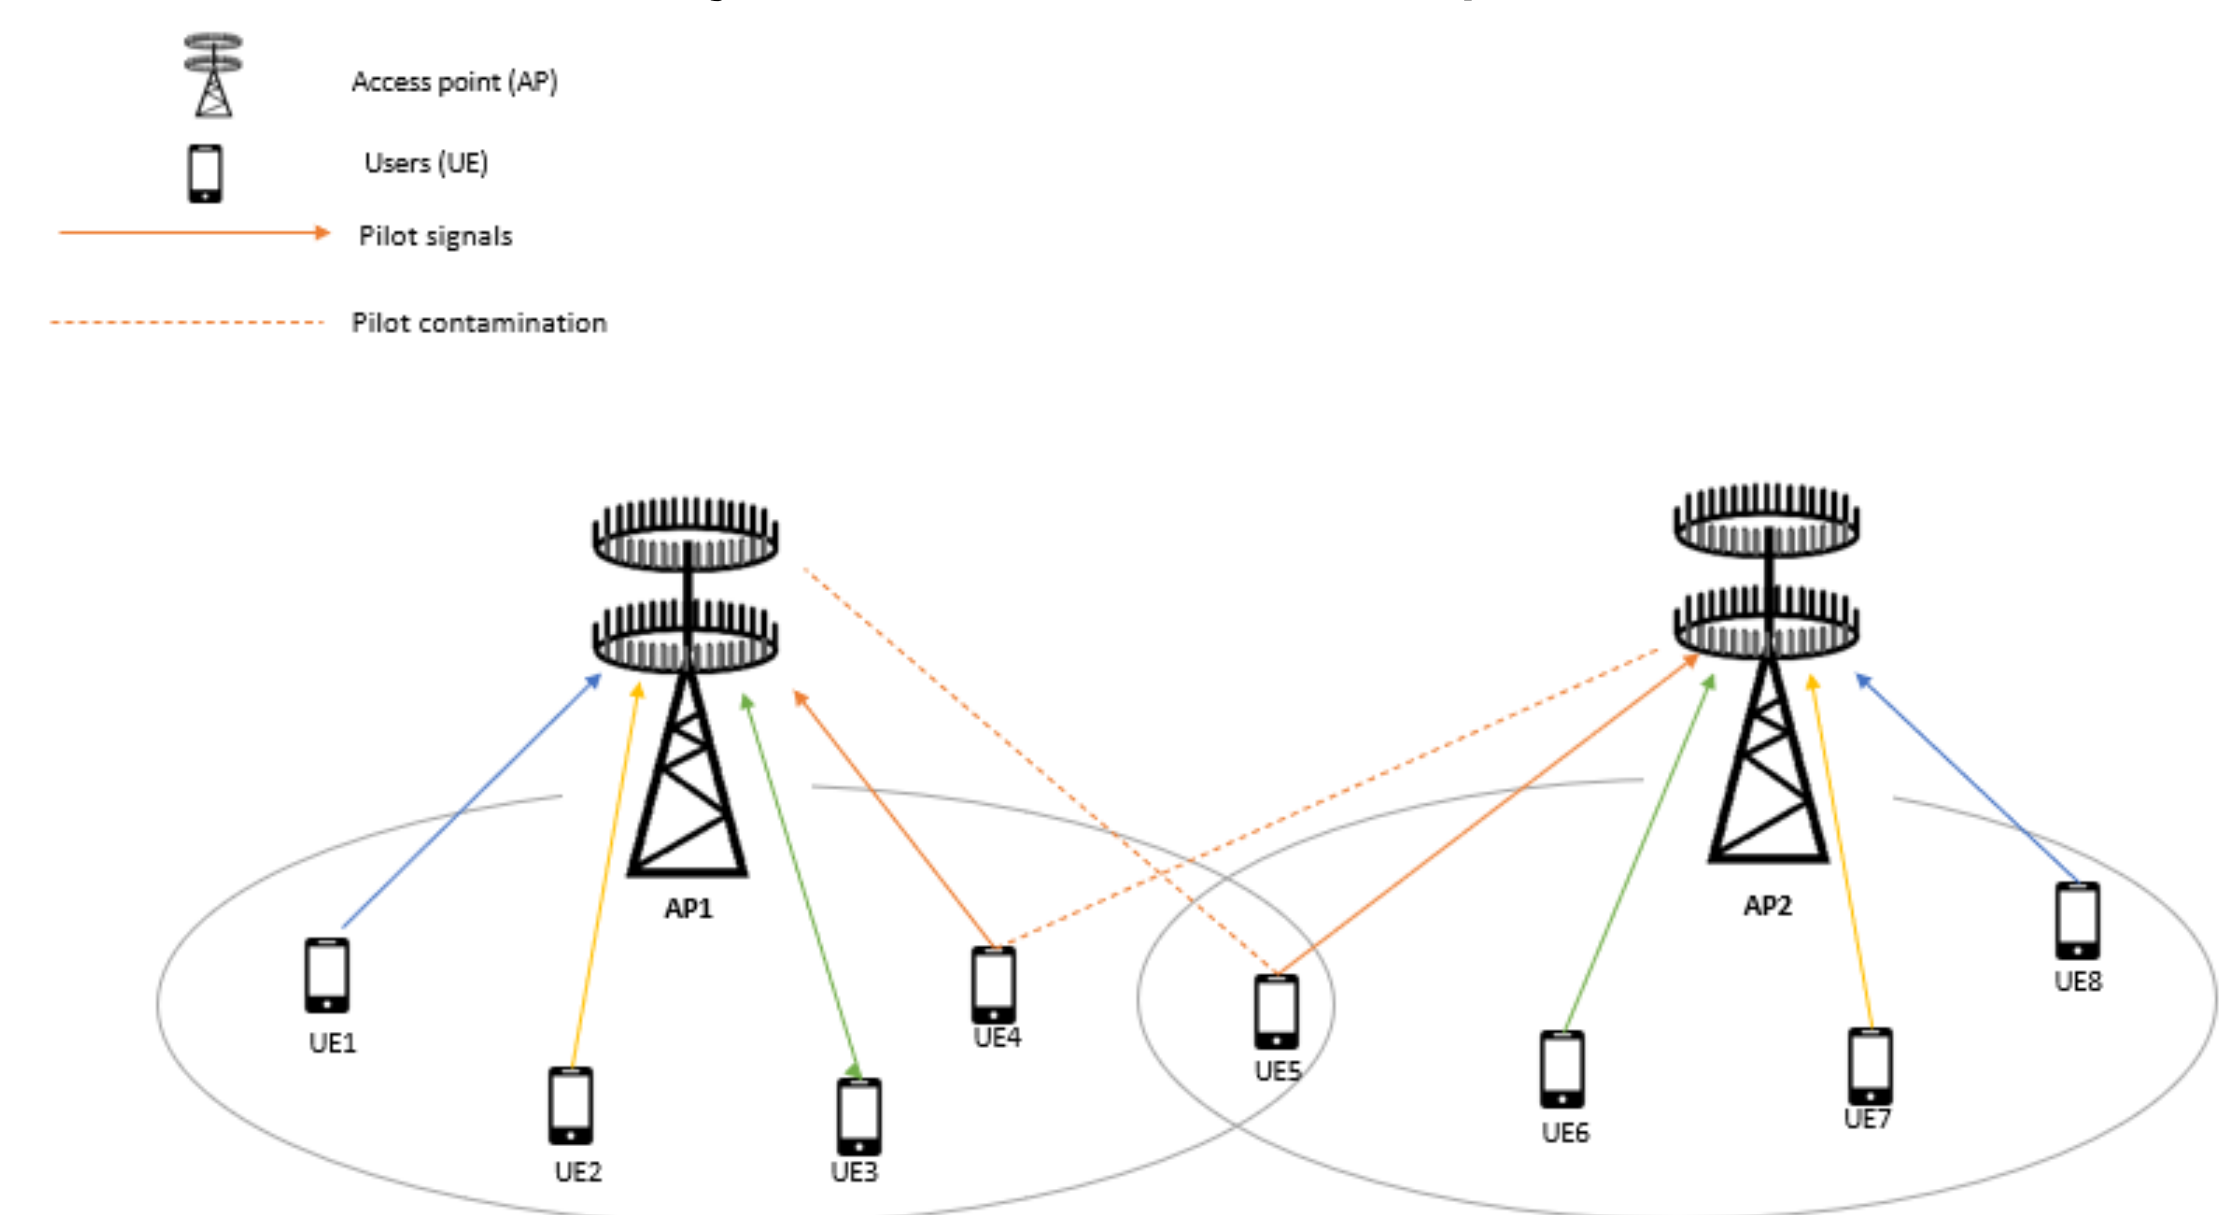 Access point (AP)
Users (UE)
Pilot signals
Pilot contamination
AP1
AP2
UE1
UE2
UE3
UE4
UE5
UE6
UE7
UE8